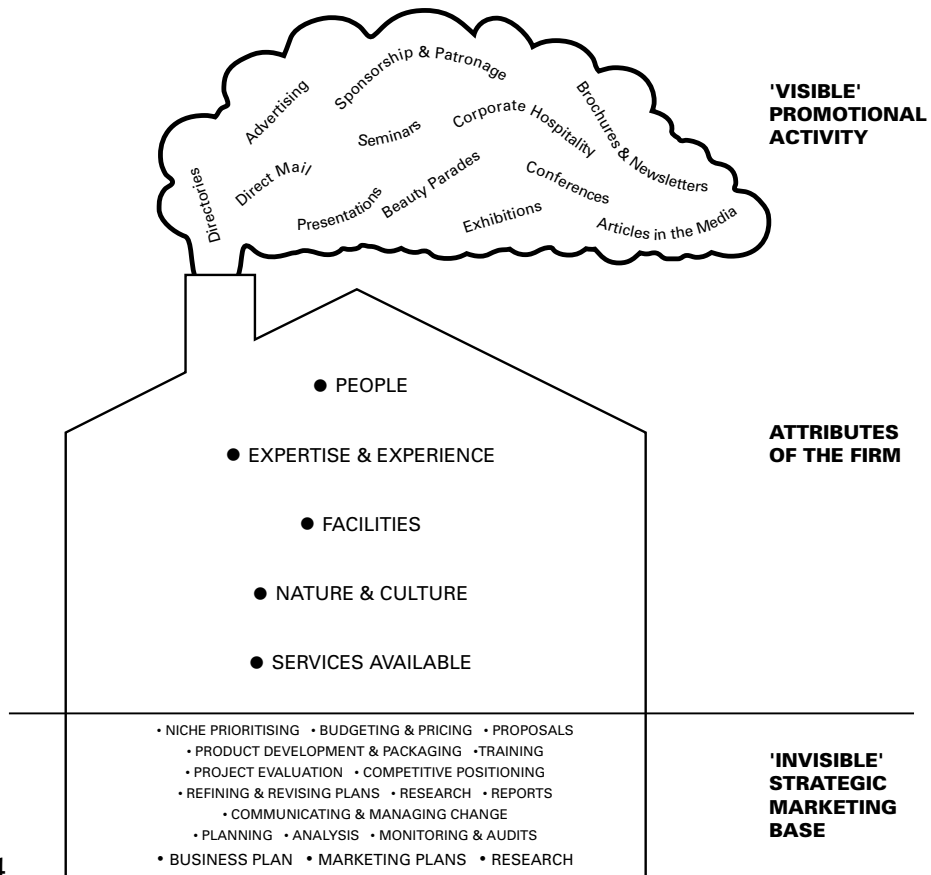 Sponsorship & Patronage
Advertising
Brochures & Newsletters
Corporate Hospitality
Seminars
Direct Mail
Directories
Presentations
Beauty Parades
Conferences
Exhibitions
Articles in the Media
'VISIBLE'
PROMOTIONAL
ACTIVITY
• PEOPLE
• EXPERTISE & EXPERIENCE
• FACILITIES
• NATURE & CULTURE
• SERVICES AVAILABLE
ATTRIBUTES
OF THE FIRM
• NICHE PRIORITISING • BUDGETING & PRICING • PROPOSALS
• PRODUCT DEVELOPMENT & PACKAGING •TRAINING
• PROJECT EVALUATION • COMPETITIVE POSITIONING
• REFINING & REVISING PLANS • RESEARCH • REPORTS
• COMMUNICATING & MANAGING CHANGE
• PLANNING • ANALYSIS • MONITORING & AUDITS
• BUSINESS PLAN • MARKETING PLANS • RESEARCH
'INVISIBLE'
STRATEGIC
MARKETING
BASE